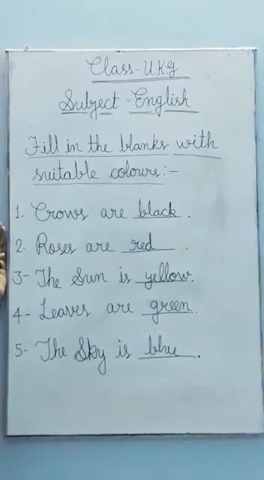 Class-UKG
Subject-English
Fill in the blanks with
suitable colours:-
1- Crows are black.
2- Roses are red.
3- The Sun is yellow.
4- Leaves are green.
5- The Sky is blue.